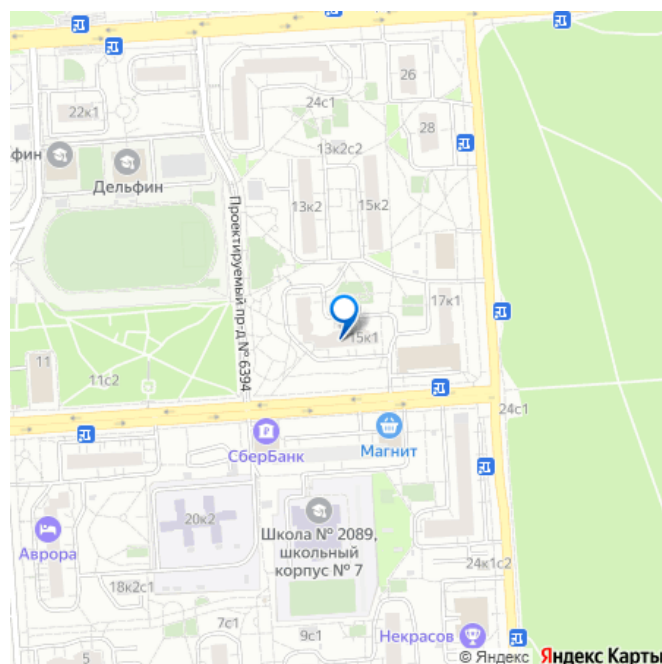 26
24с1
22к1
28
фин
Дельфин
13к2с2
13к2
15к2
Проектируемый пр-д № 6394
17к1
15к1
11
11с2
24с1
СберБанк
Магнит
20к2
Школа № 2089,
школьный
корпус № 7
Аврора
24к1с2
18к2с1
7с1
9с1
Некрасов
5
© Яндекс Яндекс Карты